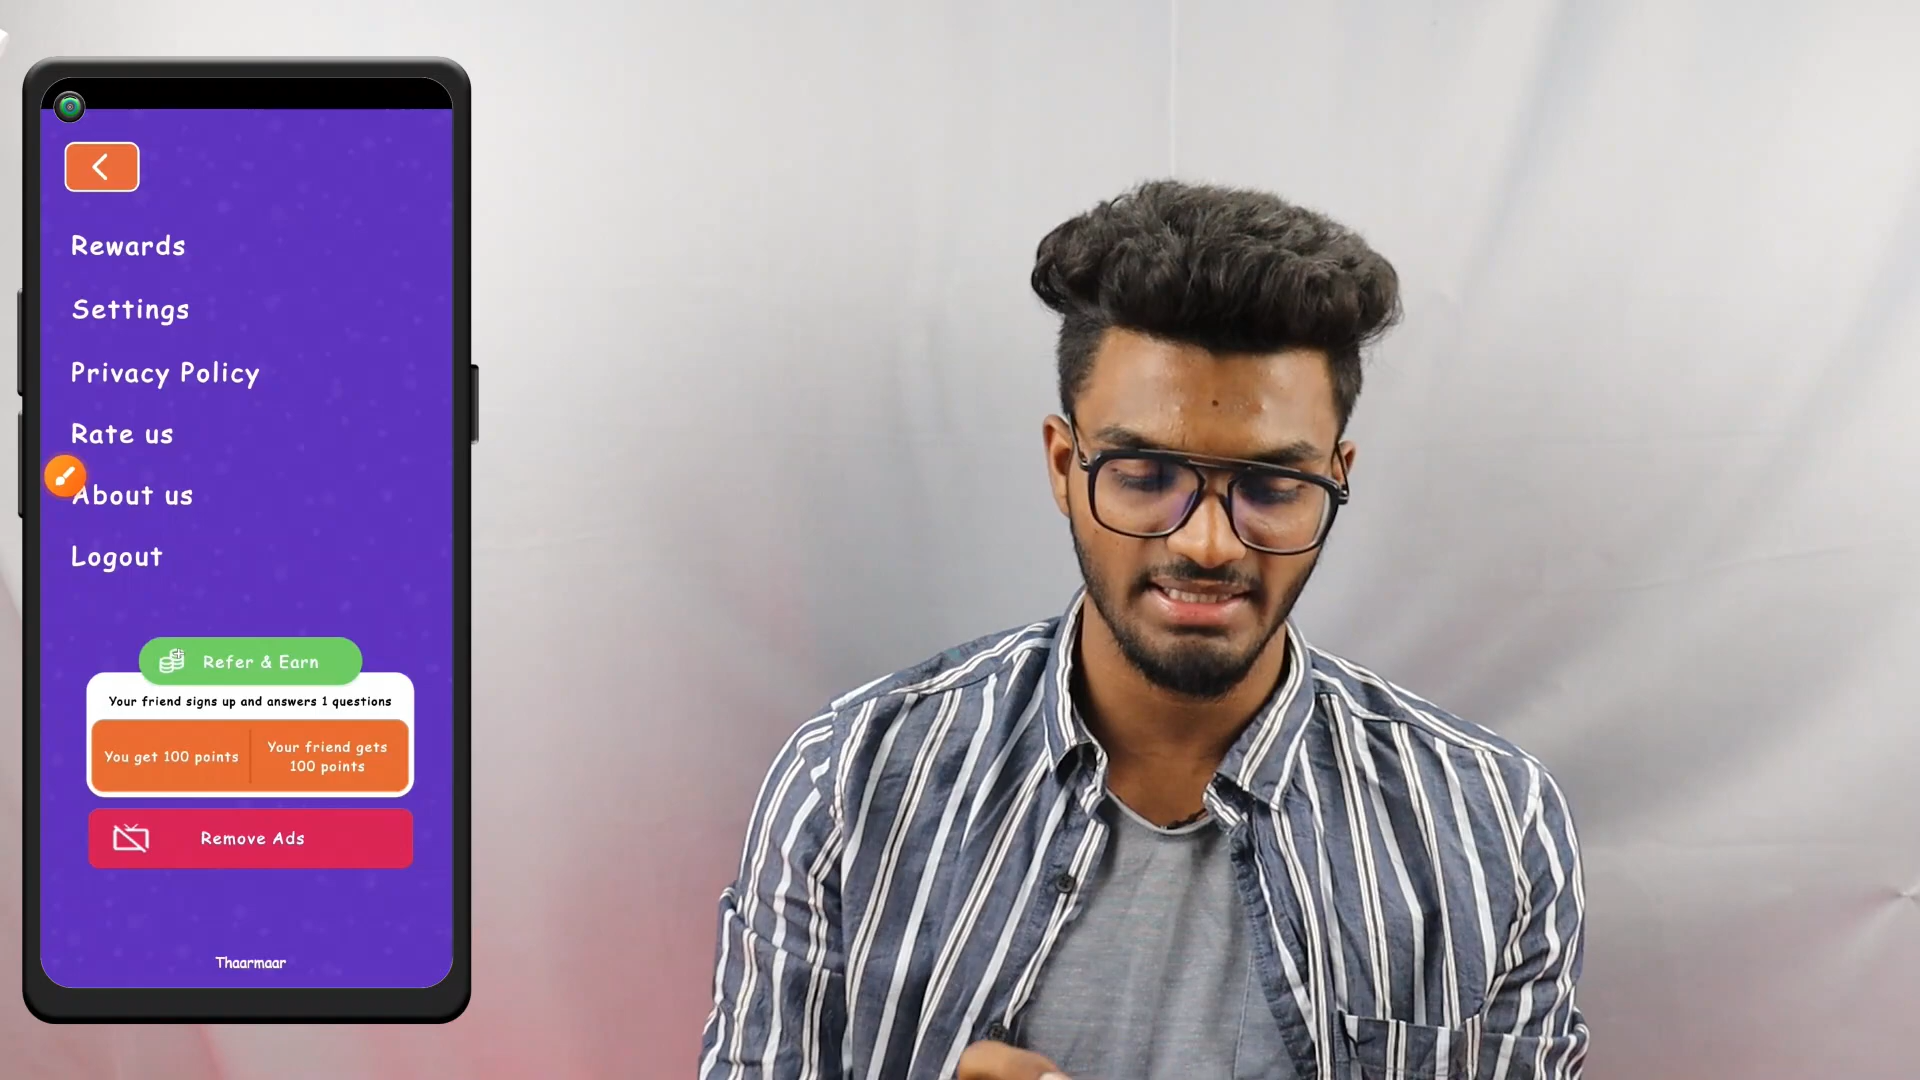 Rewards
Settings
Privacy Policy
Rate us
About us
Logout
Refer & Earn
Your friend signs up and answers 1 questions
You get 100 points
Your friend gets
100 points
Remove Ads
Thaarmaar